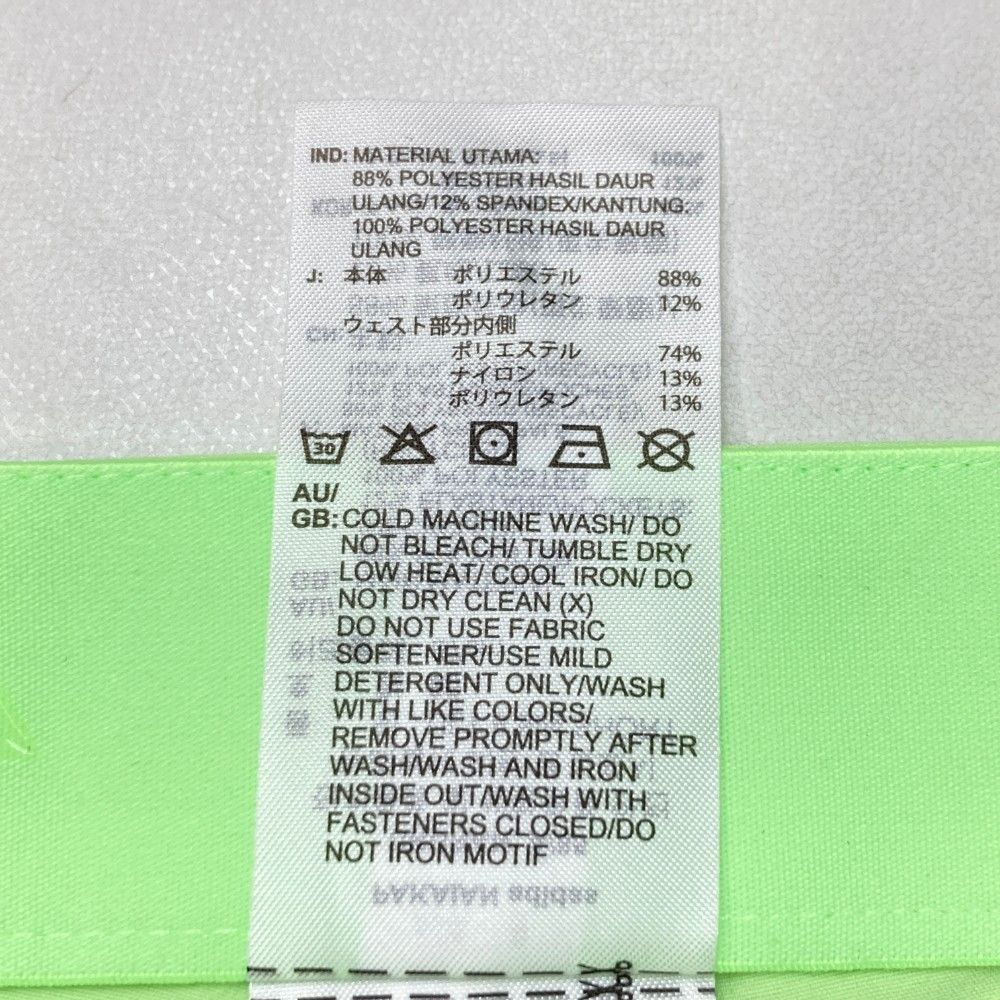 IND: MATERIAL UTAMA:
88% POLYESTER HASIL DAUR
ULANG/12% SPANDEX/KANTUNG:
100% POLYESTER HASIL DAUR
ULANG
J: 本体 ポリエステル 88%
ポリウレタン 12%
ウェスト部分内側
ポリエステル 74%
ナイロン 13%
ポリウレタン 13%
30
AU/
GB: COLD MACHINE WASH/ DO
NOT BLEACH/ TUMBLE DRY
LOW HEAT/ COOL IRON/ DO
NOT DRY CLEAN (X)
DO NOT USE FABRIC
SOFTENER/USE MILD
DETERGENT ONLY/WASH
WITH LIKE COLORS/
REMOVE PROMPTLY AFTER
WASH/WASH AND IRON
INSIDE OUT/WASH WITH
FASTENERS CLOSED/DO
NOT IRON MOTIF
PAKAIAN adidas